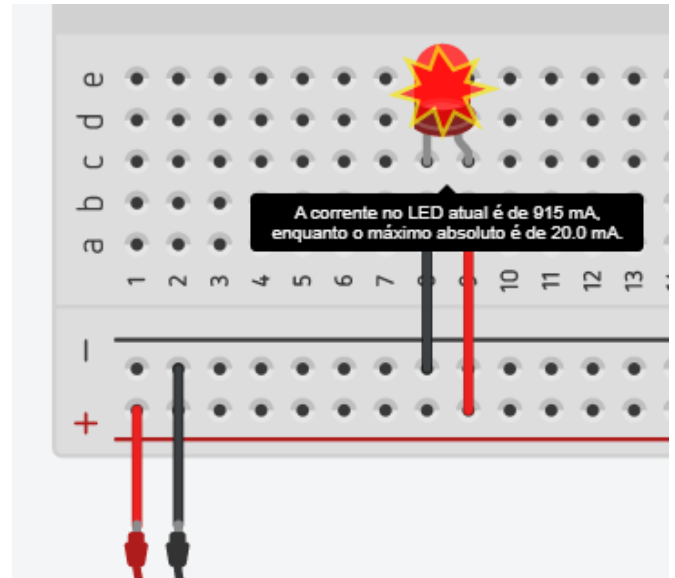 e
d
c
b
a
A corrente no LED atual é de 915 mA,
enquanto o máximo absoluto é de 20.0 mA.
1 2 3 4 5 6 7 9 10 11 12 13
−
+